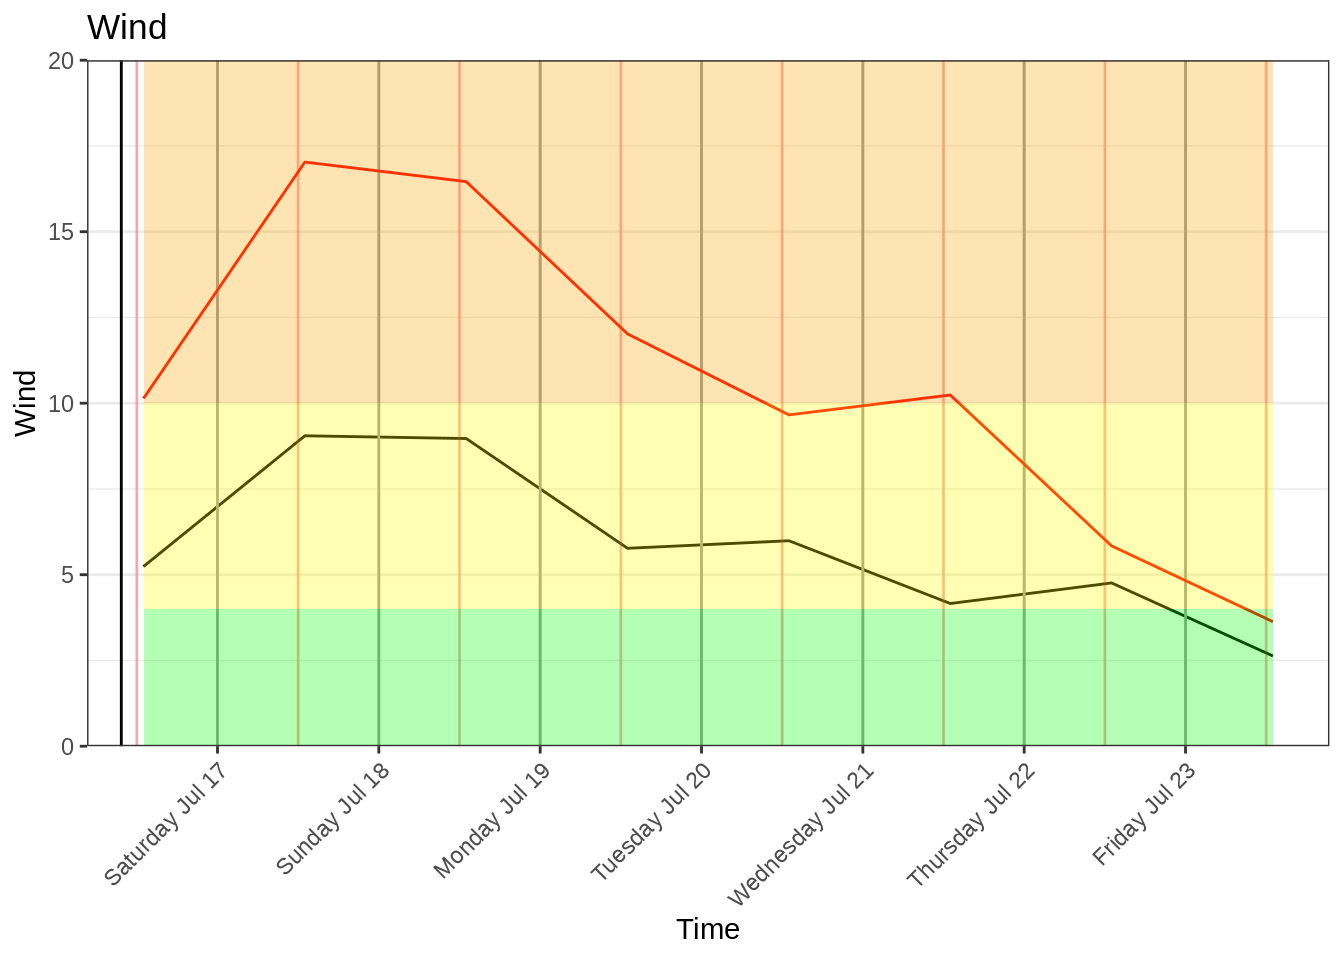 Wind
20
15
10
5
0
Wind
Saturday Jul 17
Sunday Jul 18
Monday Jul 19
Tuesday Jul 20
Wednesday Jul 21
Thursday Jul 22
Friday Jul 23
Time